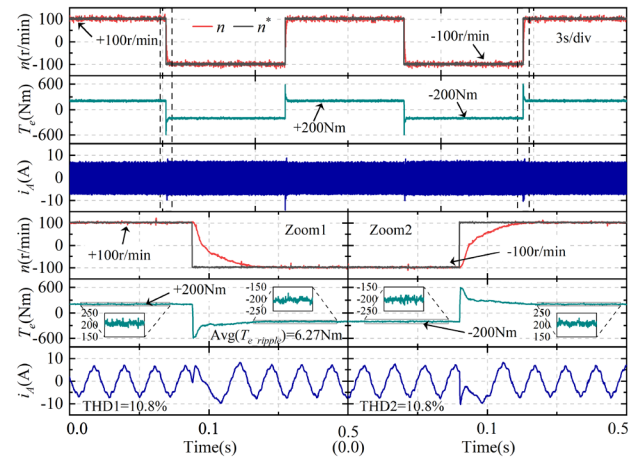 n n*
n(r/min)
100
0
-100
+100r/min
-100r/min
3s/div
Te(Nm)
600
0
-600
+200Nm
-200Nm
iA(A)
10
0
-10
n(r/min)
100
0
-100
+100r/min
Zoom1
Zoom2
-100r/min
Te(Nm)
600
0
-600
+200Nm
250
200
150
-150
-200
-250
Avg(Te_ripple)=6.27Nm
-150
-200
-250
-200Nm
250
200
150
iA(A)
10
0
-10
THD1=10.8%
THD2=10.8%
0.0 0.1 0.5 0.1 0.5
Time(s) (0.0) Time(s)